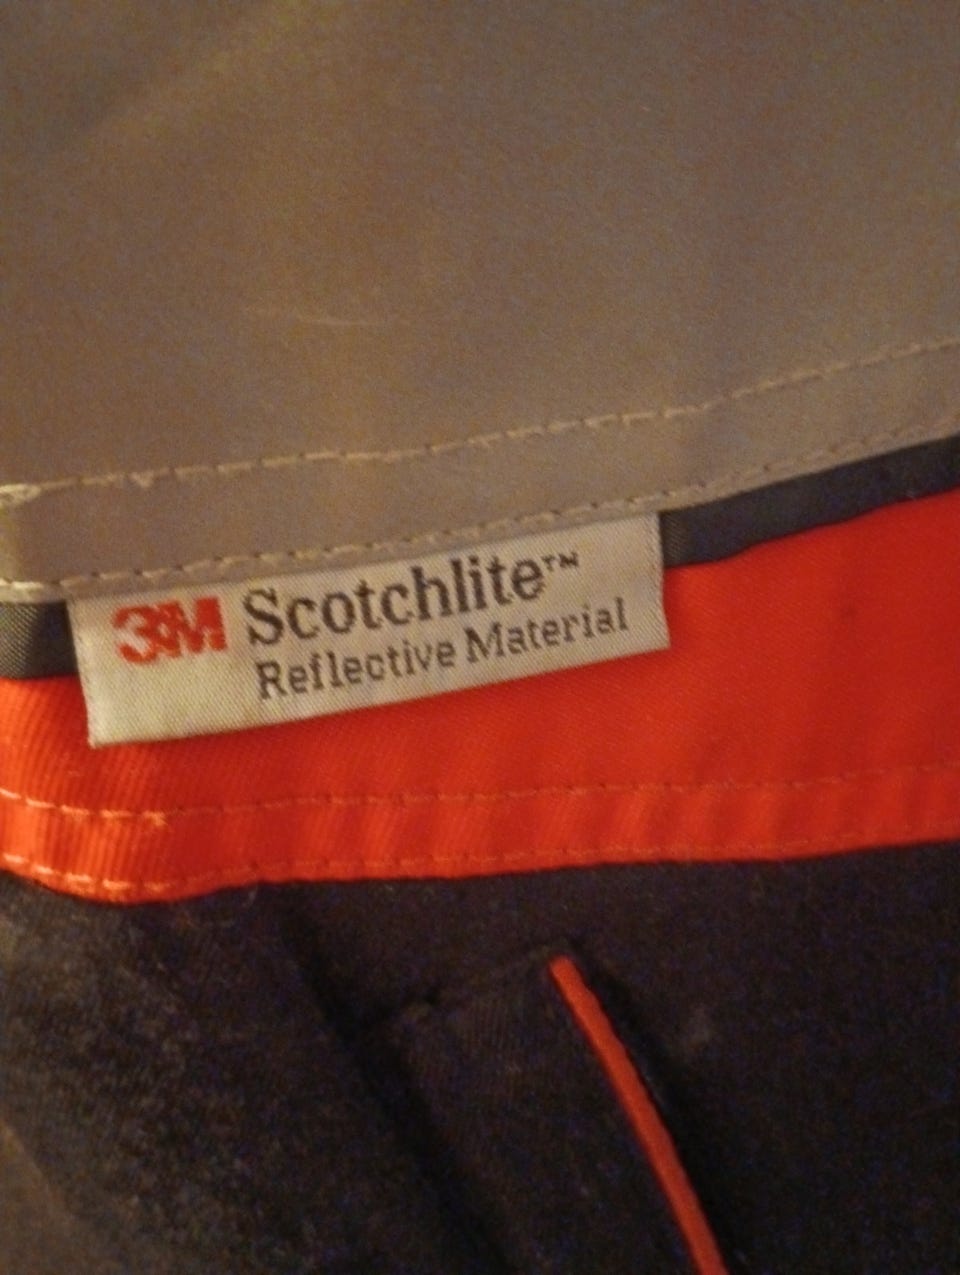 3M Scotchlite™
Reflective Material